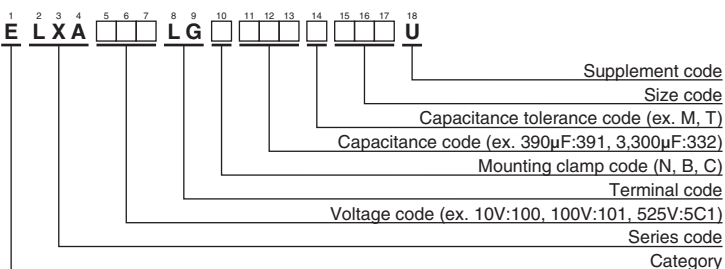 1 2 3 4 5 6 7 8 9 10 11 12 13 14 15 16 17 18
E L X A □□□ L G □ □□□ □ □□□ U
Supplement code
Size code
Capacitance tolerance code (ex. M, T)
Capacitance code (ex. 390µF:391, 3,300µF:332)
Mounting clamp code (N, B, C)
Terminal code
Voltage code (ex. 10V:100, 100V:101, 525V:5C1)
Series code
Category